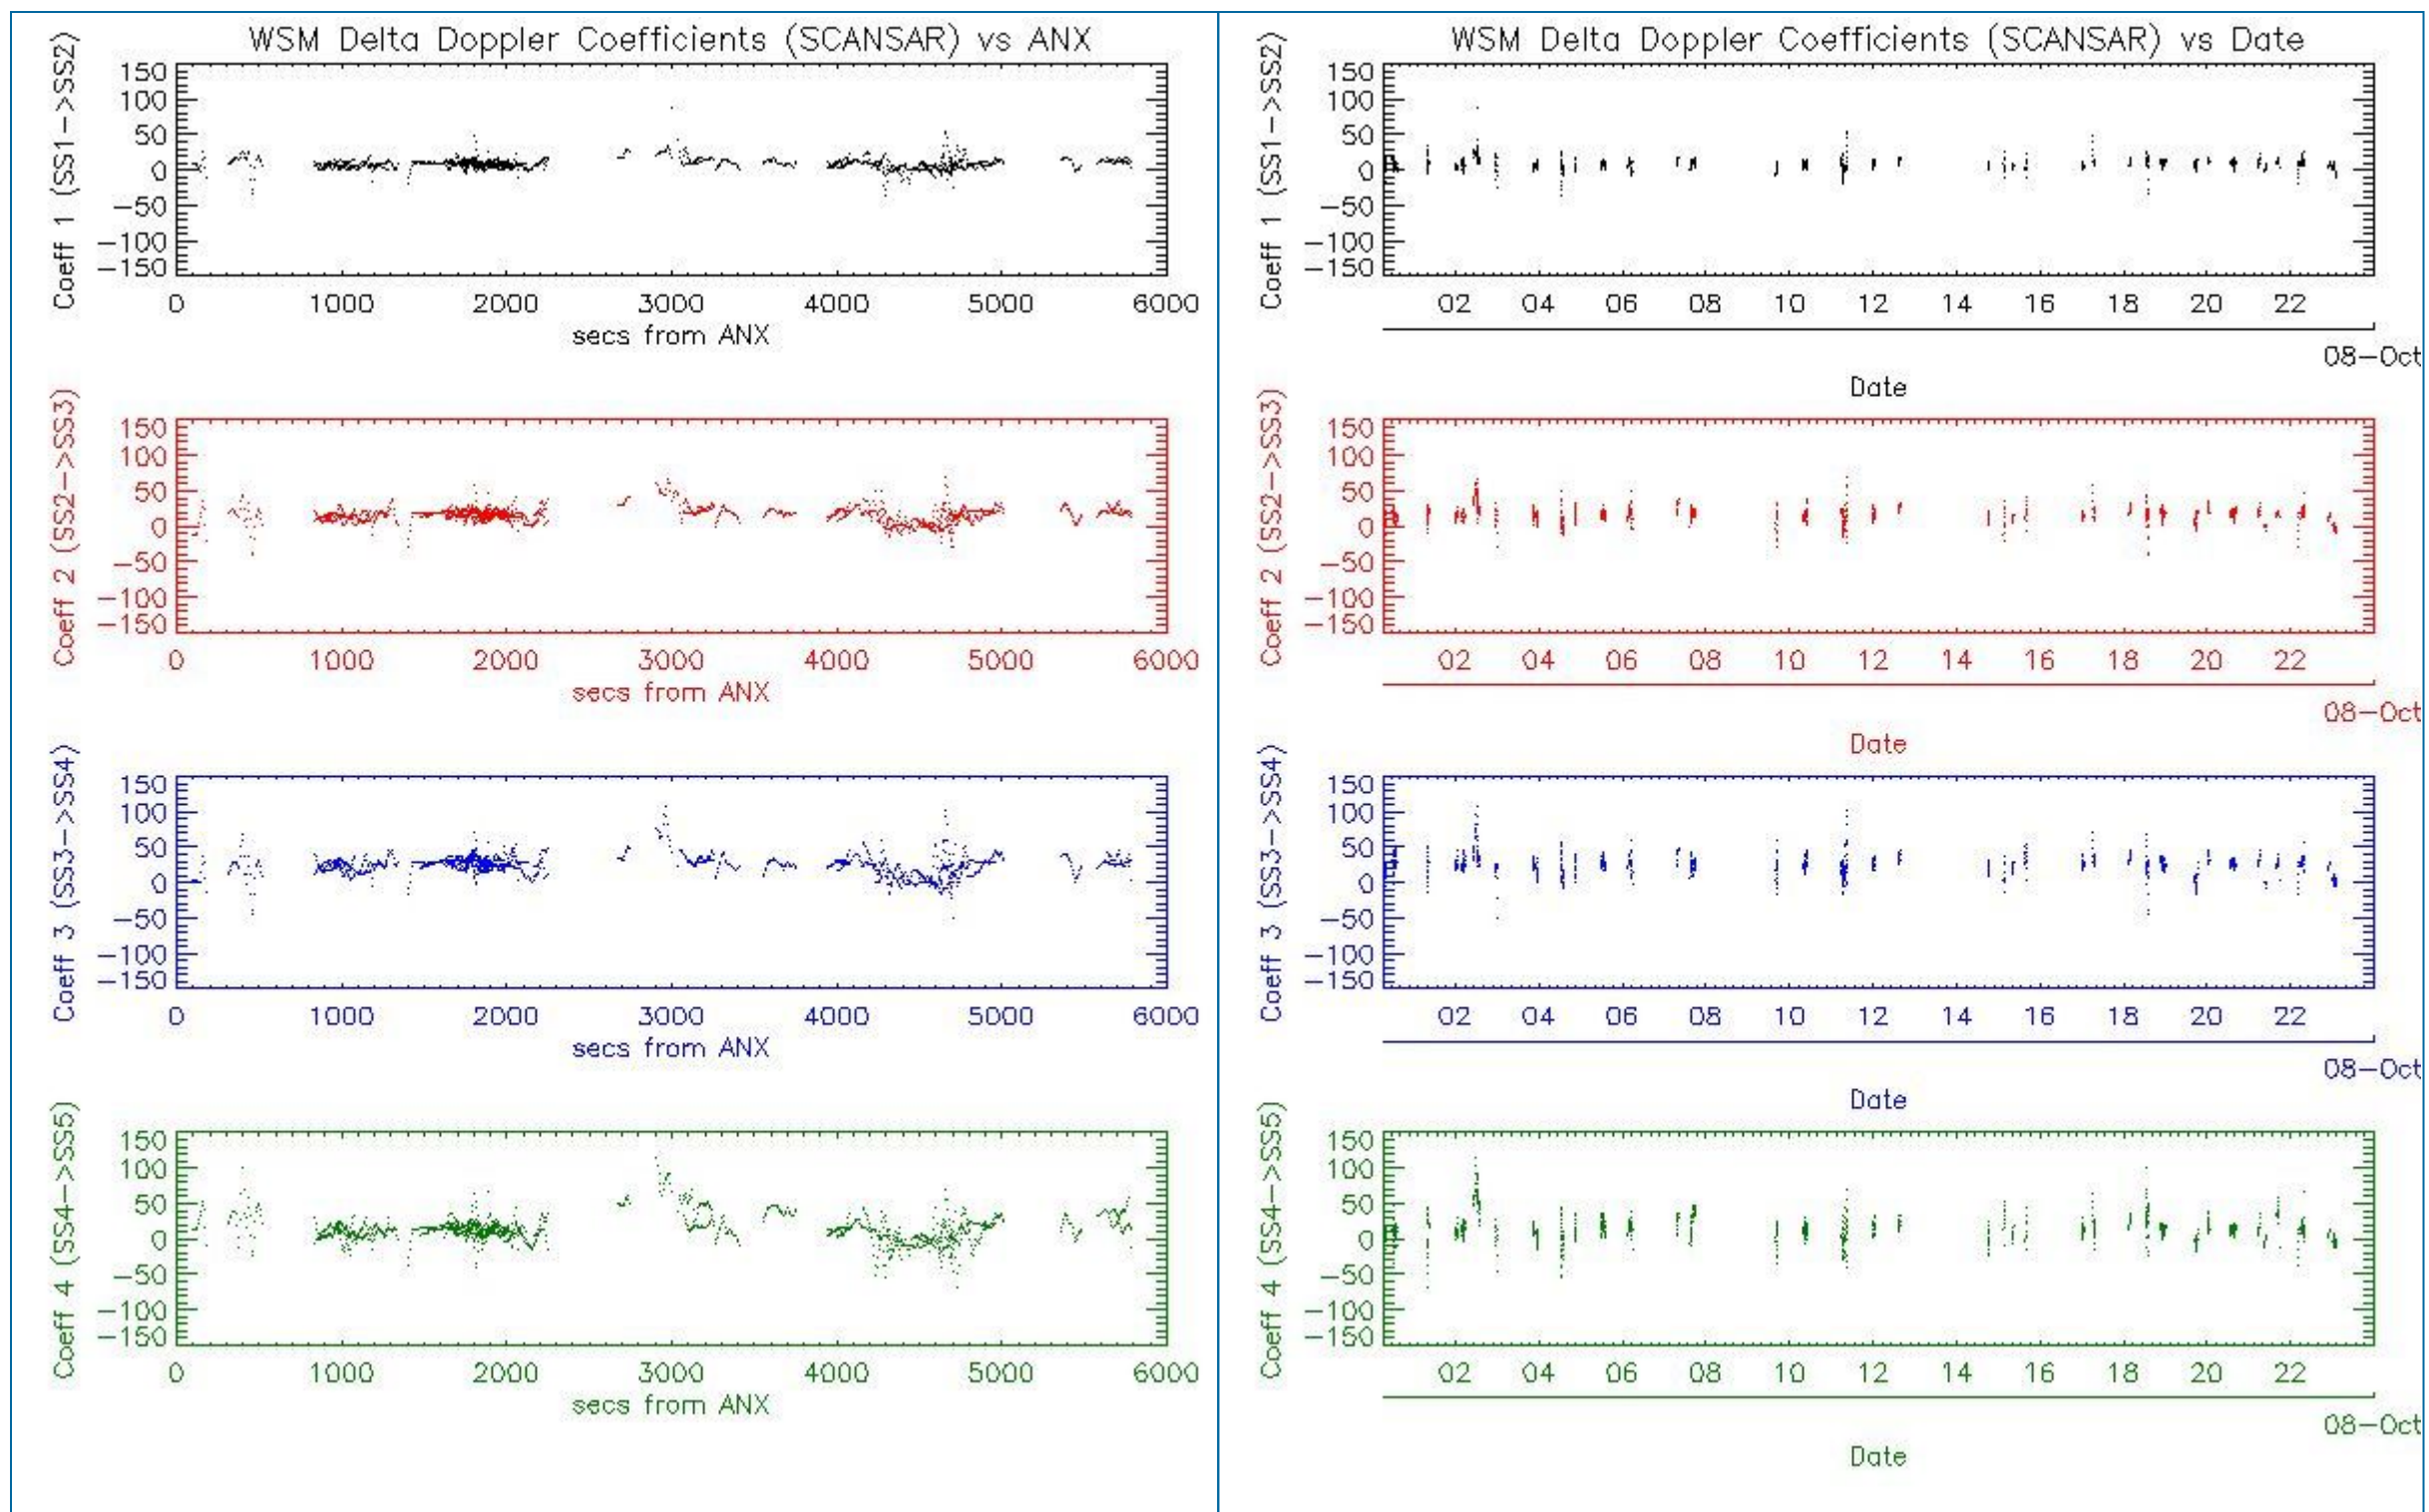 WSM Delta Doppler Coefficients (SCANSAR) vs ANX
Coeff 1 (SS1->SS2)
150
100
50
0
-50
-100
-150
0 1000 2000 3000 4000 5000 6000
secs from ANX
Coeff 2 (SS2->SS3)
150
100
50
0
-50
-100
-150
0 1000 2000 3000 4000 5000 6000
secs from ANX
Coeff 3 (SS3->SS4)
150
100
50
0
-50
-100
-150
0 1000 2000 3000 4000 5000 6000
secs from ANX
Coeff 4 (SS4->SS5)
150
100
50
0
-50
-100
-150
0 1000 2000 3000 4000 5000 6000
secs from ANX
WSM Delta Doppler Coefficients (SCANSAR) vs Date
Coeff 1 (SS1->SS2)
150
100
50
0
-50
-100
-150
02 04 06 08 10 12 14 16 18 20 22
08-Oct
Date
Coeff 2 (SS2->SS3)
150
100
50
0
-50
-100
-150
02 04 06 08 10 12 14 16 18 20 22
08-Oct
Date
Coeff 3 (SS3->SS4)
150
100
50
0
-50
-100
-150
02 04 06 08 10 12 14 16 18 20 22
08-Oct
Date
Coeff 4 (SS4->SS5)
150
100
50
0
-50
-100
-150
02 04 06 08 10 12 14 16 18 20 22
08-Oct
Date